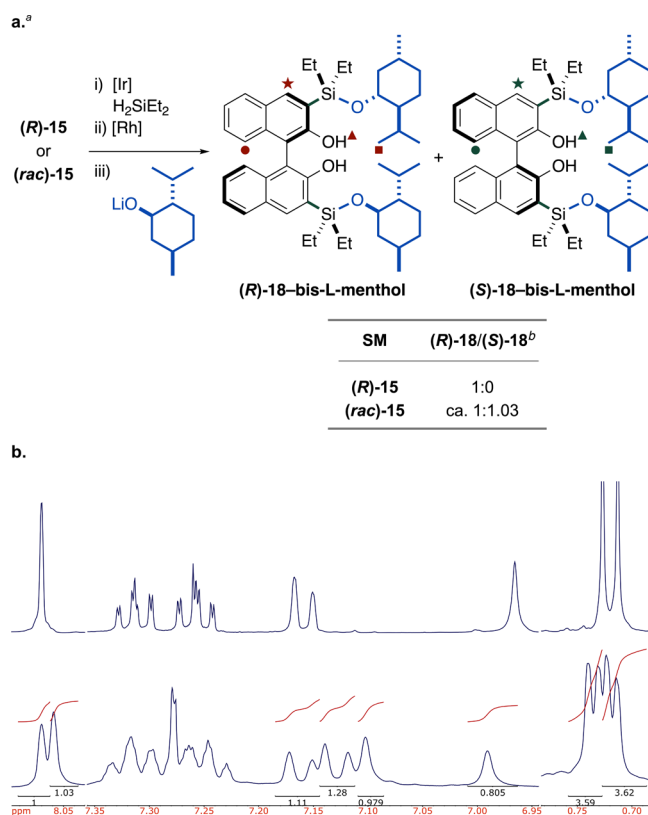 a.ᵃ
i) [Ir]
H₂SiEt₂
(R)-15
ii) [Rh]
or
(rac)-15
iii)
LiO
Et
Et
Si
O
OH
OH
O
Si
Et
Et
+
Et
Et
Si
O
OH
OH
O
Si
Et
Et
(R)-18–bis-L-menthol
(S)-18–bis-L-menthol
SM (R)-18/(S)-18ᵇ
(R)-15 1:0
(rac)-15 ca. 1:1.03
b.
1.03 1.28 0.805 3.62
1 1.11 0.979 3.59
ppm 8.05 7.35 7.30 7.25 7.20 7.15 7.10 7.05 7.00 6.95 0.75 0.70